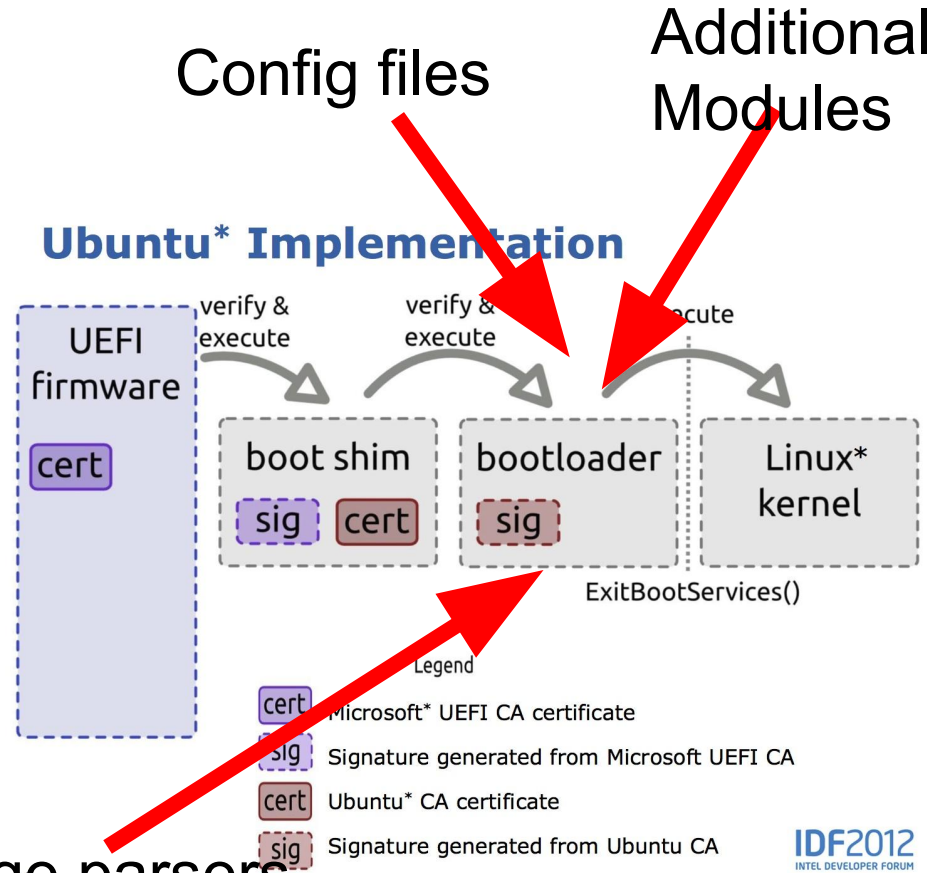 Config files
Additional
Modules
Ubuntu* Implementation
UEFI
firmware
cert
verify &
execute
verify &
execute
boot shim
sig cert
bootloader
sig
Linux*
kernel
ExitBootServices()
Legend
cert Microsoft* UEFI CA certificate
sig Signature generated from Microsoft UEFI CA
cert Ubuntu* CA certificate
sig Signature generated from Ubuntu CA
parsers
IDF2012
INTEL DEVELOPER FORUM